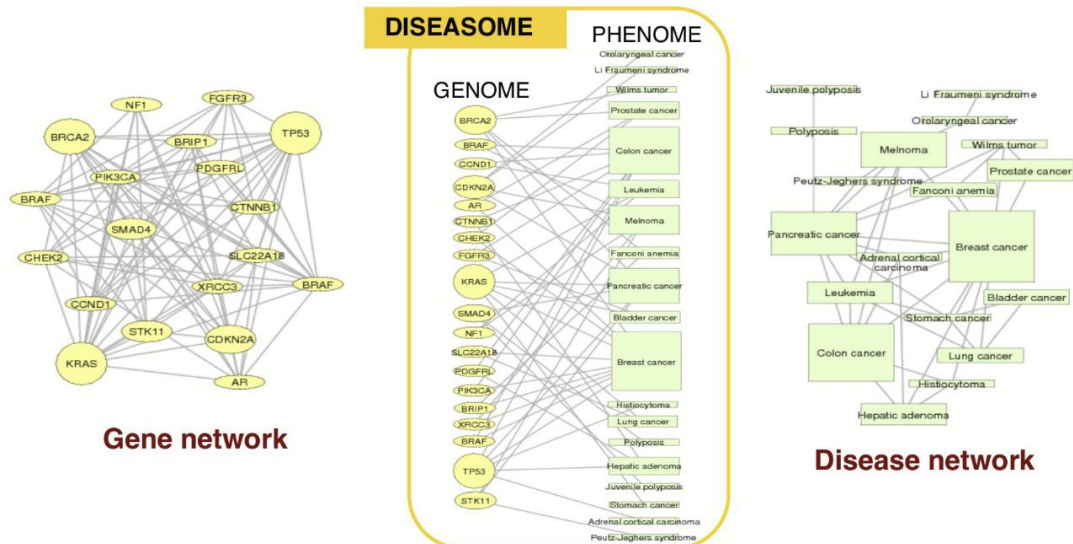 DISEASOME
PHENOME
GENOME
NF1
FGFR3
BRCA2
TP53
BRIP1
PDGFRL
PIK3CA
BRAF
CTNNB1
SMAD4
CHEK2
SLC22A18
XRCC3
BRAF
CCND1
STK11
CDKN2A
KRAS
AR
Gene network
BRCA2
BRAF
CCND1
CDKN2A
AR
CTNNB1
CHEK2
FGFR3
KRAS
SMAD4
NF1
SLC22A18
PDGFRL
PIK3CA
BRIP1
XRCC3
BRAF
TP53
STK11
Orolaryngeal cancer
Li Fraumeni syndrome
Wilms tumor
Prostate cancer
Colon cancer
Leukemia
Melnoma
Fanconi anemia
Pancreatic cancer
Bladder cancer
Breast cancer
Histiocytoma
Lung cancer
Polyposis
Hepatic adenoma
Juvenile polyposis
Stomach cancer
Adrenal cortical carcinoma
Peutz-Jeghers syndrome
Juvenile polyposis
Li Fraumeni syndrome
Orolaryngeal cancer
Polyposis
Melnoma
Wilms tumor
Prostate cancer
Peutz-Jeghers syndrome
Fanconi anemia
Pancreatic cancer
Breast cancer
Adrenal cortical
carcinoma
Leukemia
Bladder cancer
Stomach cancer
Colon cancer
Lung cancer
Histiocytoma
Hepatic adenoma
Disease network